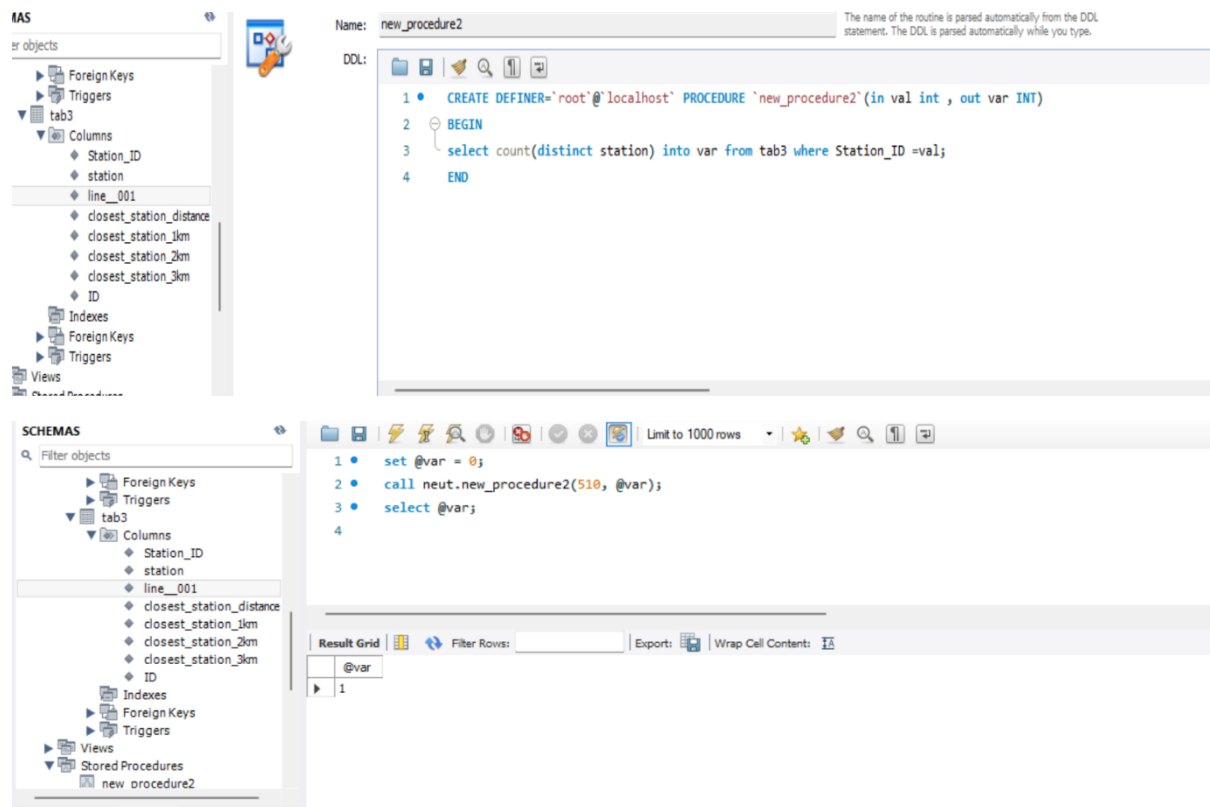 MAS
er objects
Foreign Keys
Triggers
tab3
Columns
Station_ID
station
line__001
closest_station_distance
closest_station_1km
closest_station_2km
closest_station_3km
ID
Indexes
Foreign Keys
Triggers
Views
Stored Procedures
Name: new_procedure2
The name of the routine is parsed automatically from the DDL
statement. The DDL is parsed automatically while you type.
DDL:
1 CREATE DEFINER=`root`@`localhost` PROCEDURE `new_procedure2`(in val int , out var INT)
2 BEGIN
3 select count(distinct station) into var from tab3 where Station_ID =val;
4 END
SCHEMAS
Filter objects
Foreign Keys
Triggers
tab3
Columns
Station_ID
station
line__001
closest_station_distance
closest_station_1km
closest_station_2km
closest_station_3km
ID
Indexes
Foreign Keys
Triggers
Views
Stored Procedures
new_procedure2
Limit to 1000 rows
1 set @var = 0;
2 call neut.new_procedure2(510, @var);
3 select @var;
4
Result Grid Filter Rows: Export: Wrap Cell Content:
@var
1